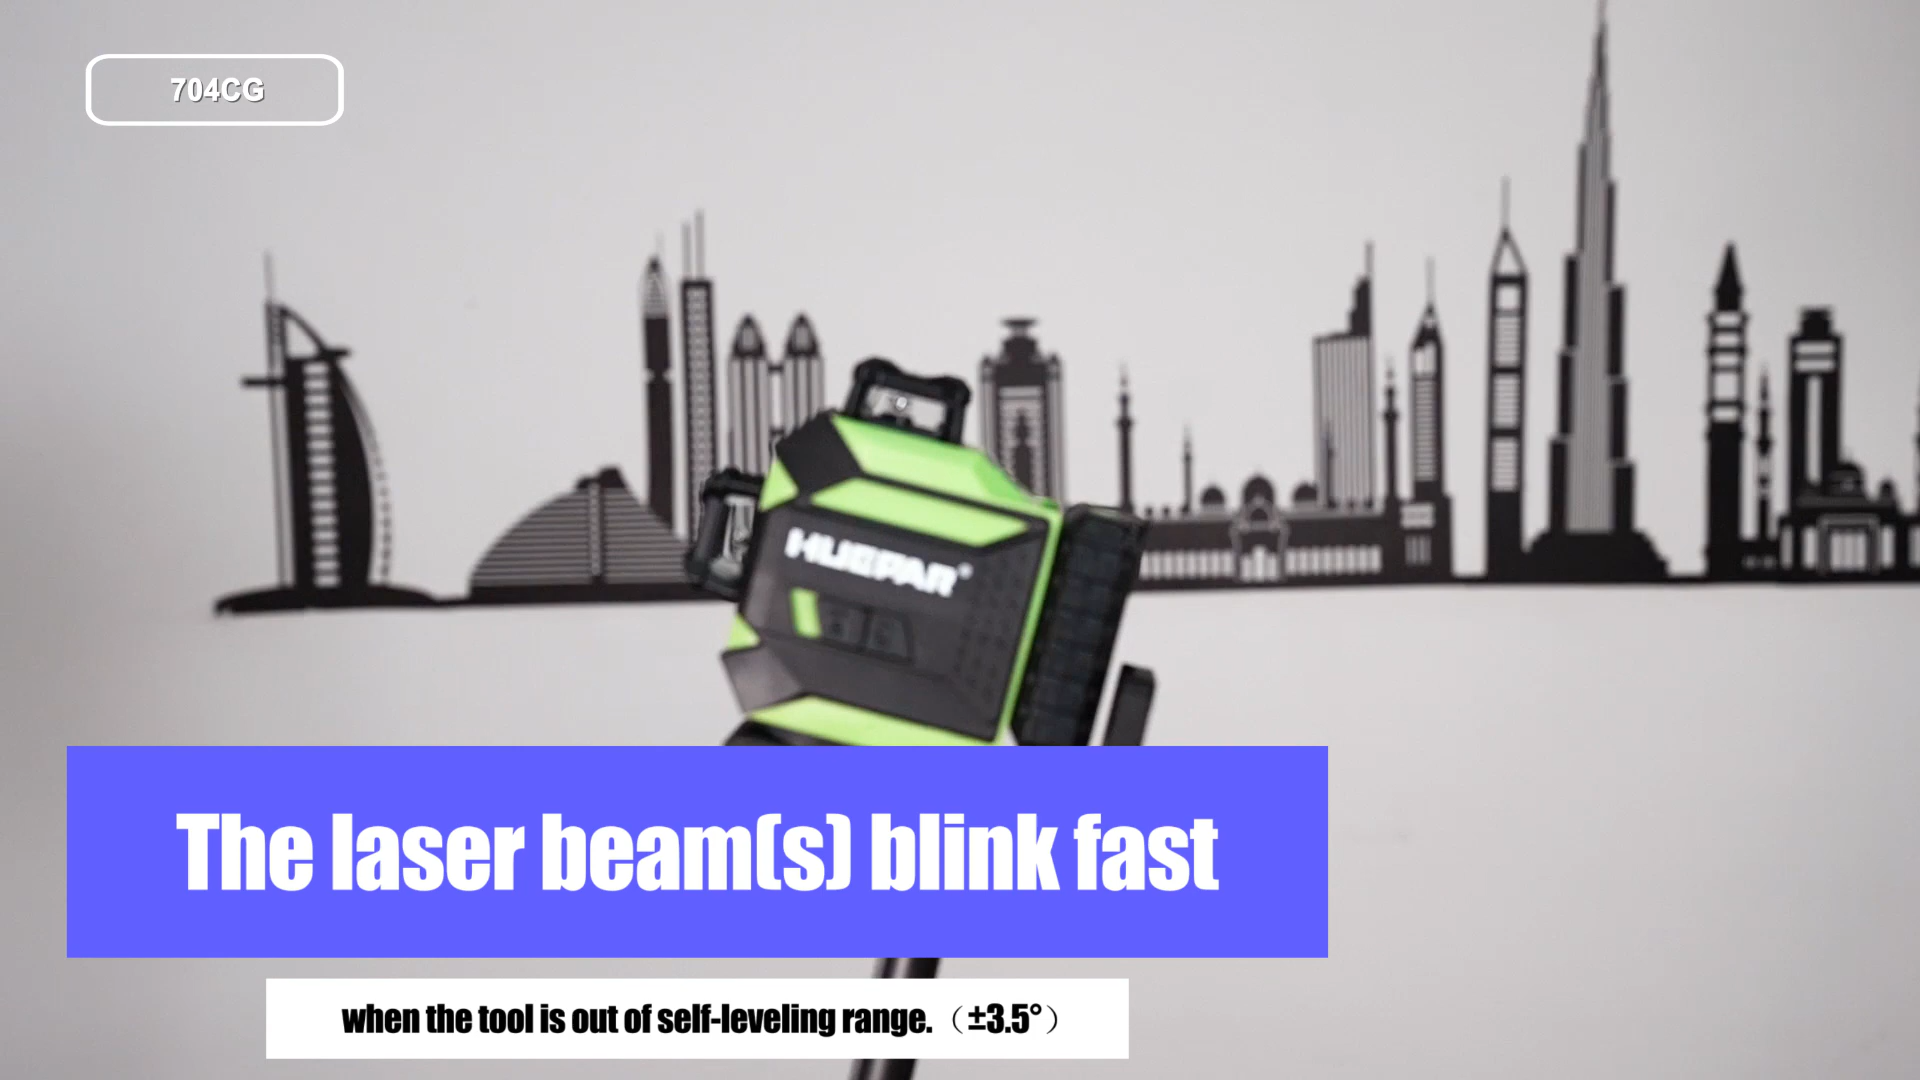 704CG
HUEPAR
The laser beam(s) blink fast
when the tool is out of self-leveling range.（±3.5°）